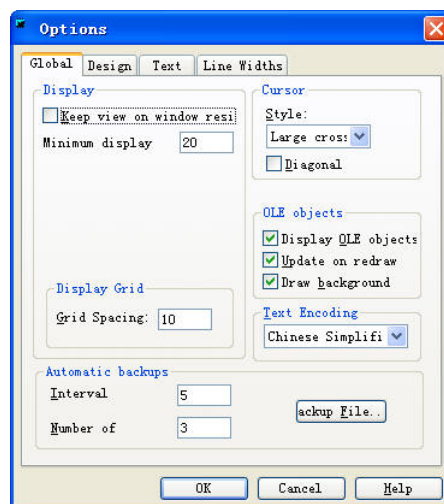 Options
Global Design Text Line Widths
Display
Keep view on window resi
Minimum display 20
Display Grid
Grid Spacing: 10
Cursor
Style:
Large cross
Diagonal
OLE objects
Display OLE objects
Update on redraw
Draw background
Text Encoding
Chinese Simplifi
Automatic backups
Interval 5
Number of 3
ackup File..
OK Cancel Help